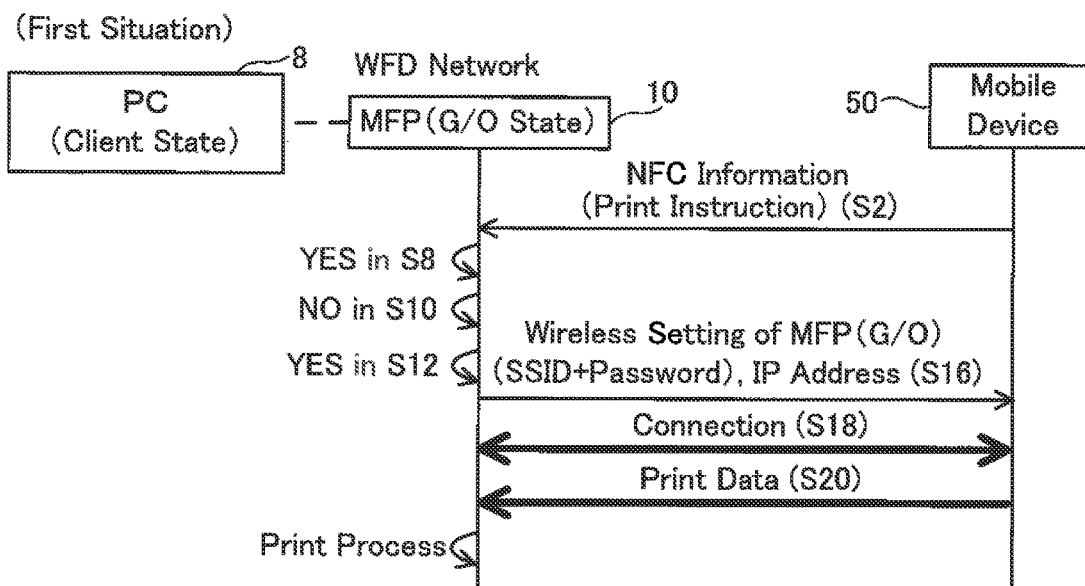 (First Situation)
8
WFD Network
PC
(Client State)
MFP(G/O State)
10
50
Mobile
Device
NFC Information
(Print Instruction) (S2)
YES in S8
NO in S10
YES in S12
Wireless Setting of MFP(G/O)
(SSID+Password), IP Address (S16)
Connection (S18)
Print Data (S20)
Print Process